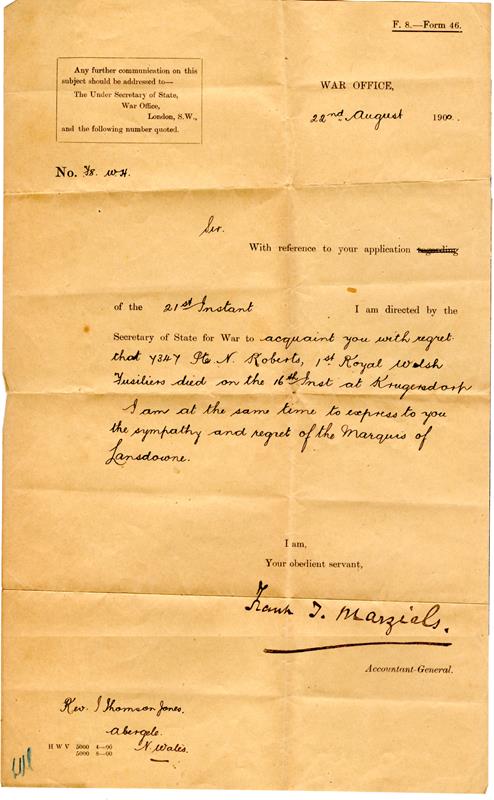 F. 8.—Form 46.
Any further communication on this
subject should be addressed to—
The Under Secretary of State,
War Office,
London, S.W.,
and the following number quoted.
WAR OFFICE,
22nd August 1900.
No. F8. W.H.
Sir.
With reference to your application regarding
of the 21st Instant I am directed by the
Secretary of State for War to acquaint you with regret
that 7347 Pte N. Roberts, 1st Royal Welsh
Fusiliers died on the 16th Inst at Krugersdorp
I am at the same time to express to you
the sympathy and regret of the Marquis of
Lansdowne.
I am,
Your obedient servant,
Frank T. Marzials.
Accountant-General.
Rev. J Thomson Jones.
Abergele.
N. Wales.
H W V 5000 4—00
5000 8—00